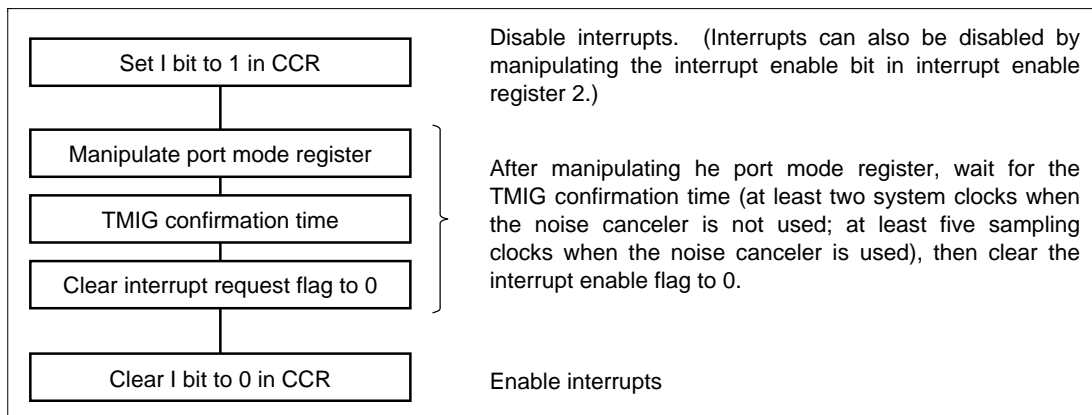 Set I bit to 1 in CCR
Disable interrupts. (Interrupts can also be disabled by
manipulating the interrupt enable bit in interrupt enable
register 2.)
Manipulate port mode register
TMIG confirmation time
Clear interrupt request flag to 0
After manipulating he port mode register, wait for the
TMIG confirmation time (at least two system clocks when
the noise canceler is not used; at least five sampling
clocks when the noise canceler is used), then clear the
interrupt enable flag to 0.
Clear I bit to 0 in CCR
Enable interrupts